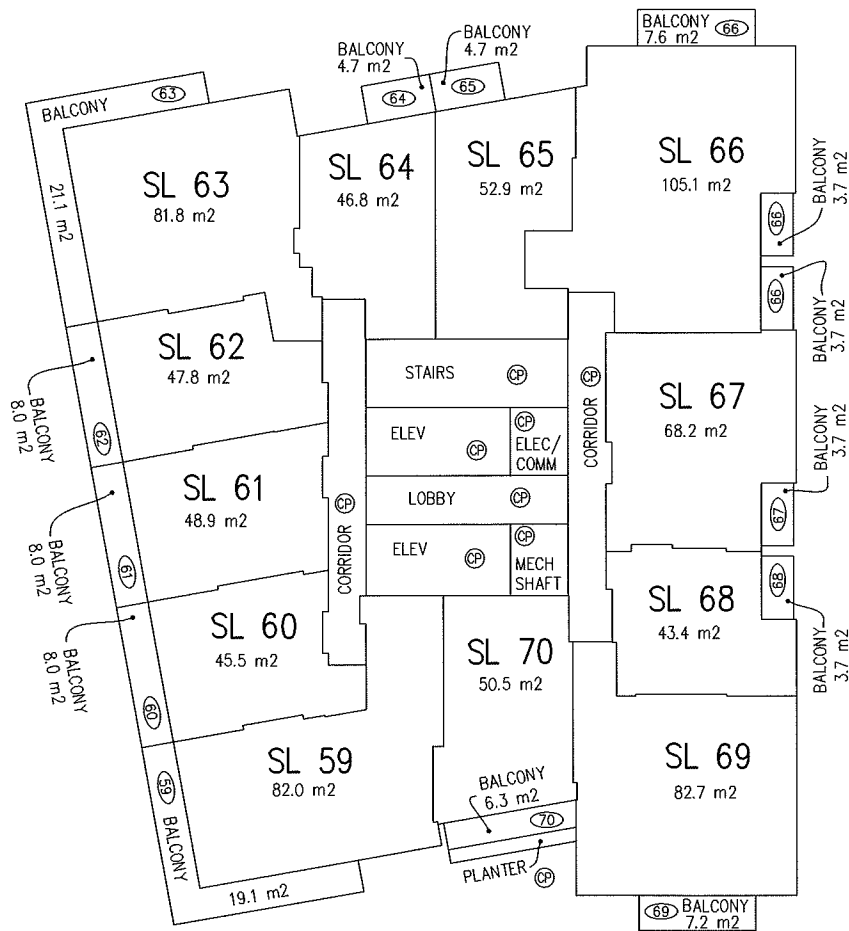 BALCONY
7.6 m2
66
BALCONY
4.7 m2
BALCONY
4.7 m2
64
65
BALCONY
63
21.1 m2
SL 63
81.8 m2
SL 64
46.8 m2
SL 65
52.9 m2
SL 66
105.1 m2
66
BALCONY
3.7 m2
66
BALCONY
3.7 m2
SL 62
47.8 m2
BALCONY
8.0 m2
62
STAIRS
CP
CP
CORRIDOR
SL 67
68.2 m2
BALCONY
3.7 m2
67
ELEV
CP
CP
ELEC/
COMM
SL 61
48.9 m2
BALCONY
8.0 m2
61
CP
CORRIDOR
LOBBY
CP
ELEV
CP
CP
MECH
SHAFT
SL 60
45.5 m2
BALCONY
8.0 m2
60
SL 68
43.4 m2
68
BALCONY
3.7 m2
SL 70
50.5 m2
SL 59
82.0 m2
59
BALCONY
19.1 m2
BALCONY
6.3 m2
70
PLANTER
CP
SL 69
82.7 m2
69
BALCONY
7.2 m2